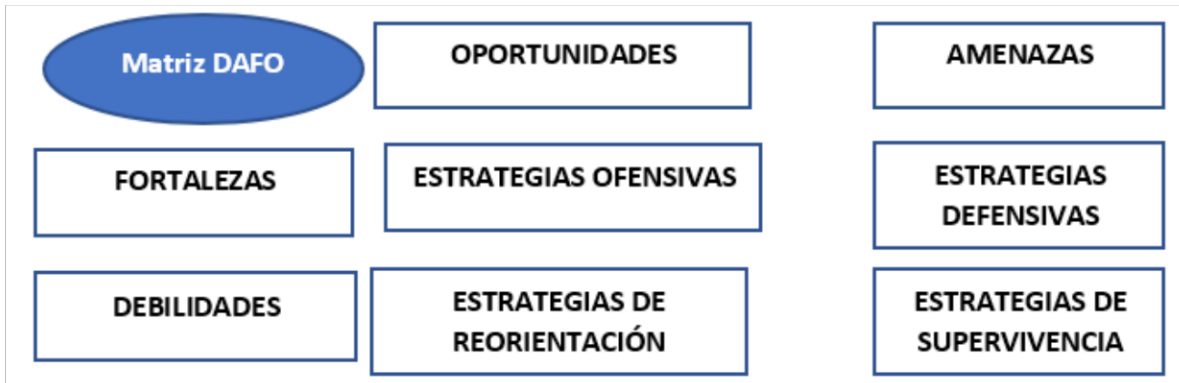 Matriz DAFO
OPORTUNIDADES
AMENAZAS
FORTALEZAS
ESTRATEGIAS OFENSIVAS
ESTRATEGIAS
DEFENSIVAS
DEBILIDADES
ESTRATEGIAS DE
REORIENTACIÓN
ESTRATEGIAS DE
SUPERVIVENCIA